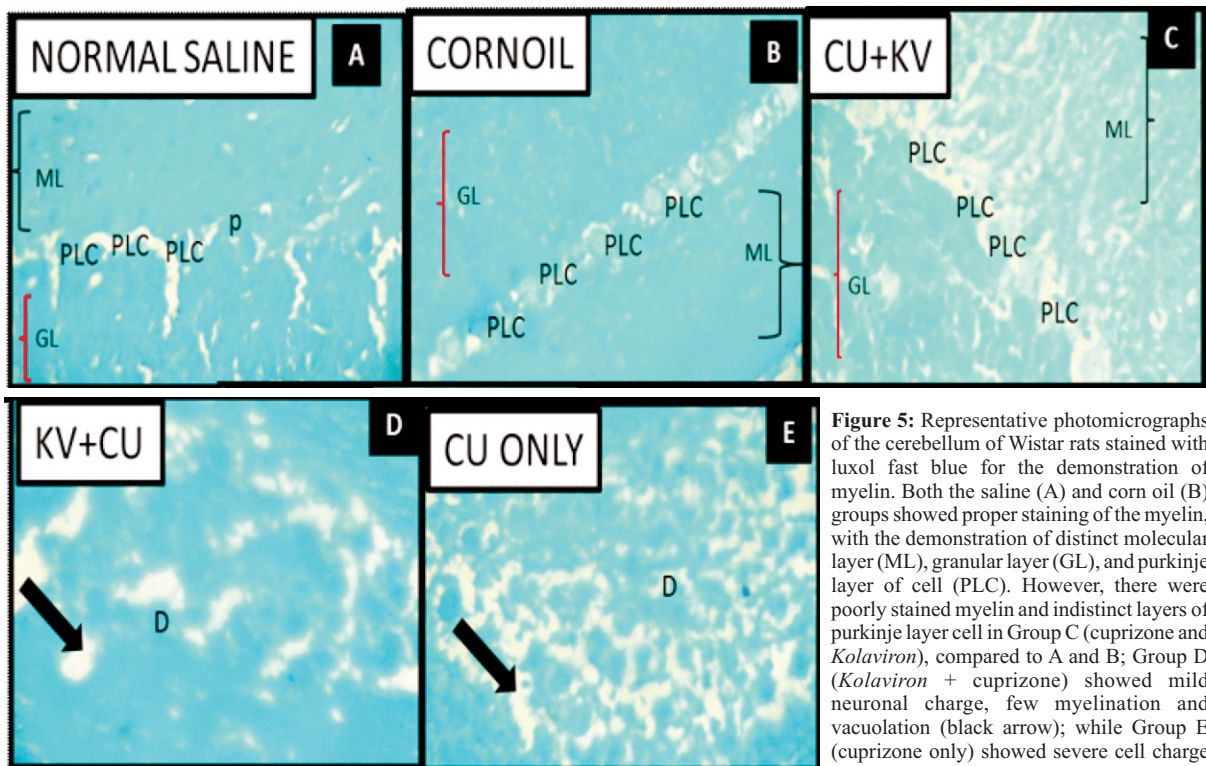 NORMAL SALINE
A
ML
p
PLC PLC PLC
GL
CORNOIL
B
GL
PLC
PLC
ML
PLC
PLC
CU+KV
C
ML
PLC
PLC
PLC
GL
PLC
KV+CU
D
D
CU ONLY
E
D
Figure 5: Representative photomicrographs
of the cerebellum of Wistar rats stained with
luxol fast blue for the demonstration of
myelin. Both the saline (A) and corn oil (B)
groups showed proper staining of the myelin,
with the demonstration of distinct molecular
layer (ML), granular layer (GL), and purkinje
layer of cell (PLC). However, there were
poorly stained myelin and indistinct layers of
purkinje layer cell in Group C (cuprizone and
Kolaviron), compared to A and B; Group D
(Kolaviron + cuprizone) showed mild
neuronal charge, few myelination and
vacuolation (black arrow); while Group E
(cuprizone only) showed severe cell charge